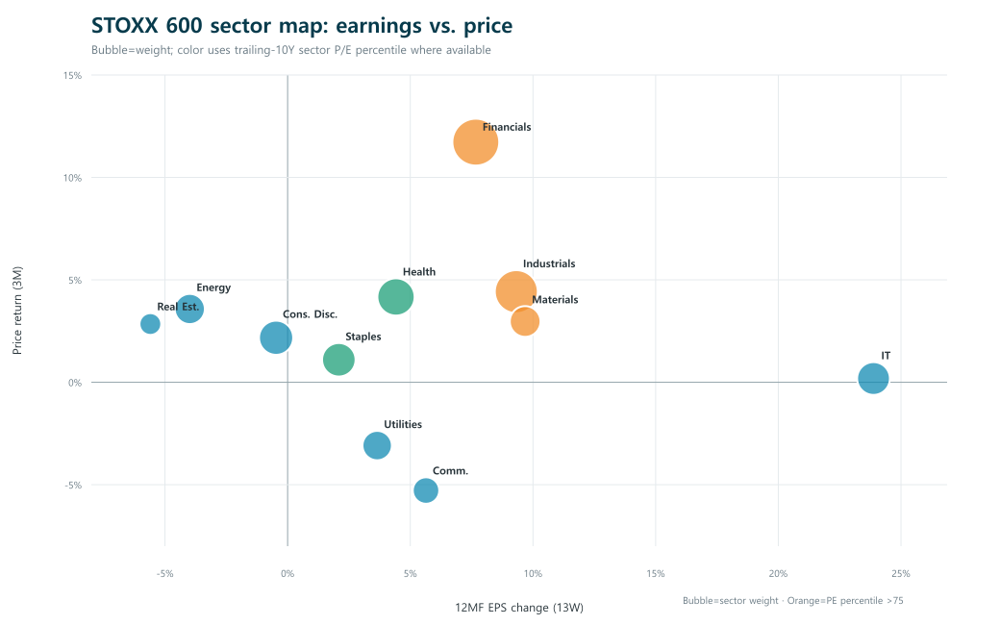 STOXX 600 sector map: earnings vs. price
Bubble=weight; color uses trailing-10Y sector P/E percentile where available
15%
Financials
10%
Industrials
Health
5%
Energy
Materials
Real Est.
Cons. Disc.
Staples
IT
0%
Utilities
Comm.
-5%
Price return (3M)
-5%
0%
5%
10%
15%
20%
25%
12MF EPS change (13W)
Bubble=sector weight · Orange=PE percentile >75